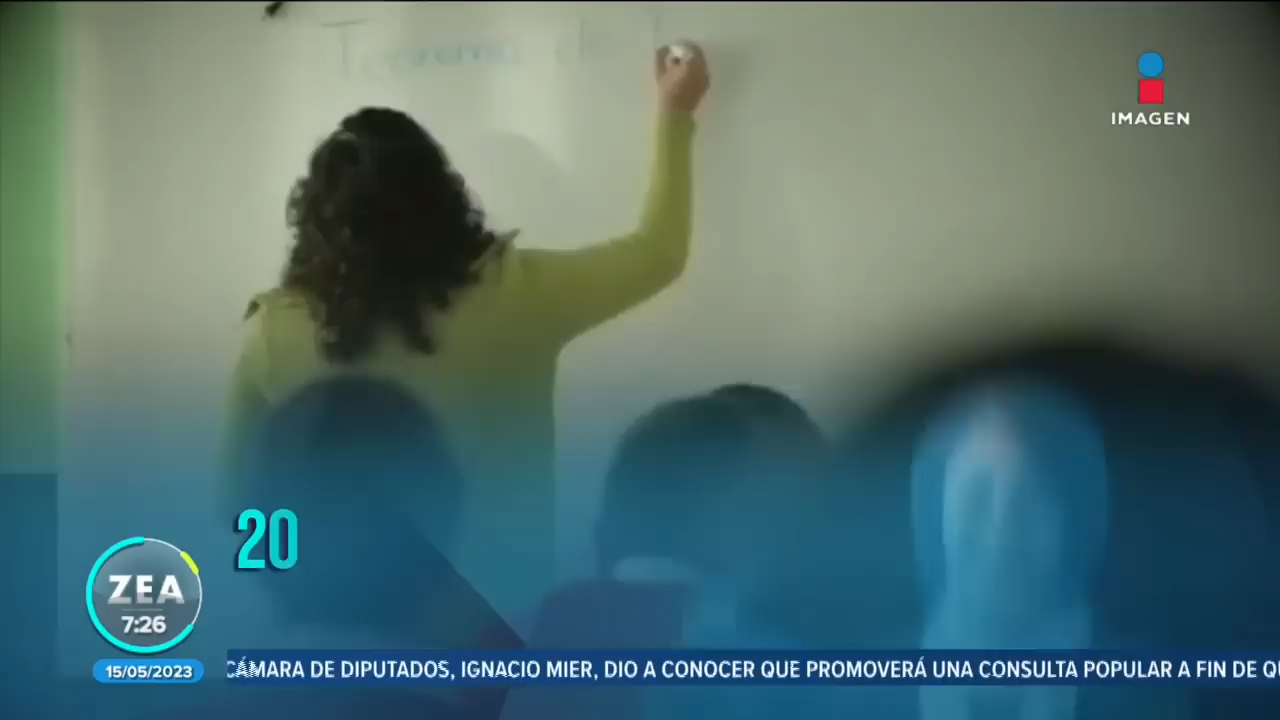 IMAGEN
20
ZEA
7:26
15/05/2023
CÁMARA DE DIPUTADOS, IGNACIO MIER, DIO A CONOCER QUE PROMOVERÁ UNA CONSULTA POPULAR A FIN DE